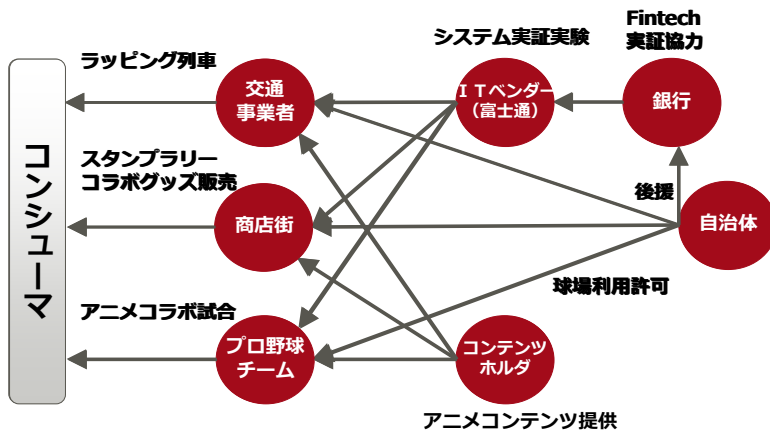 Fintech
実証協力
システム実証実験
ラッピング列車
交通
事業者
ＩＴベンダー
（富士通）
銀行
コンシューマ
スタンプラリー
コラボグッズ販売
後援
商店街
自治体
球場利用許可
アニメコラボ試合
プロ野球
チーム
コンテンツ
ホルダ
アニメコンテンツ提供